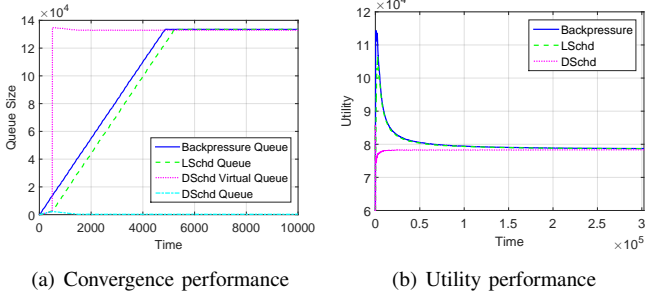 ×10⁴
14
12
10
8
6
4
2
0
Queue Size
Backpressure Queue
LSchd Queue
DSchd Virtual Queue
DSchd Queue
0 2000 4000 6000 8000 10000
Time
(a) Convergence performance
×10⁴
12
11
10
9
8
7
6
Utility
Backpressure
LSchd
DSchd
0 0.5 1 1.5 2 2.5 3
Time
×10⁵
(b) Utility performance